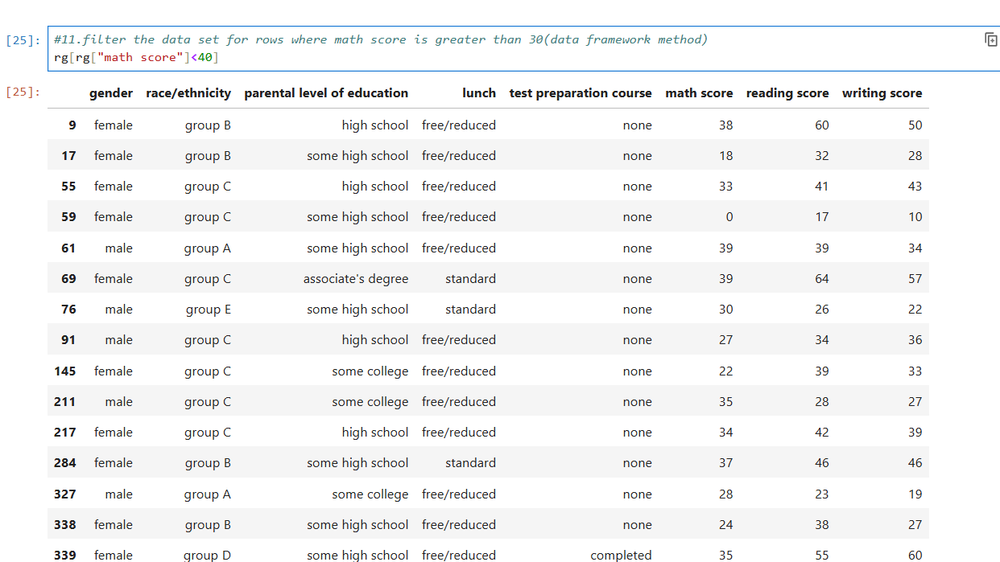 [25]: #11.filter the data set for rows where math score is greater than 30(data framework method)
rg[rg["math score"]<40]
[25]: gender race/ethnicity parental level of education lunch test preparation course math score reading score writing score
9 female group B high school free/reduced none 38 60 50
17 female group B some high school free/reduced none 18 32 28
55 female group C high school free/reduced none 33 41 43
59 female group C some high school free/reduced none 0 17 10
61 male group A some high school free/reduced none 39 39 34
69 female group C associate's degree standard none 39 64 57
76 male group E some high school standard none 30 26 22
91 male group C high school free/reduced none 27 34 36
145 female group C some college free/reduced none 22 39 33
211 male group C some college free/reduced none 35 28 27
217 female group C high school free/reduced none 34 42 39
284 female group B some high school standard none 37 46 46
327 male group A some college free/reduced none 28 23 19
338 female group B some high school free/reduced none 24 38 27
339 female group D some high school free/reduced completed 35 55 60